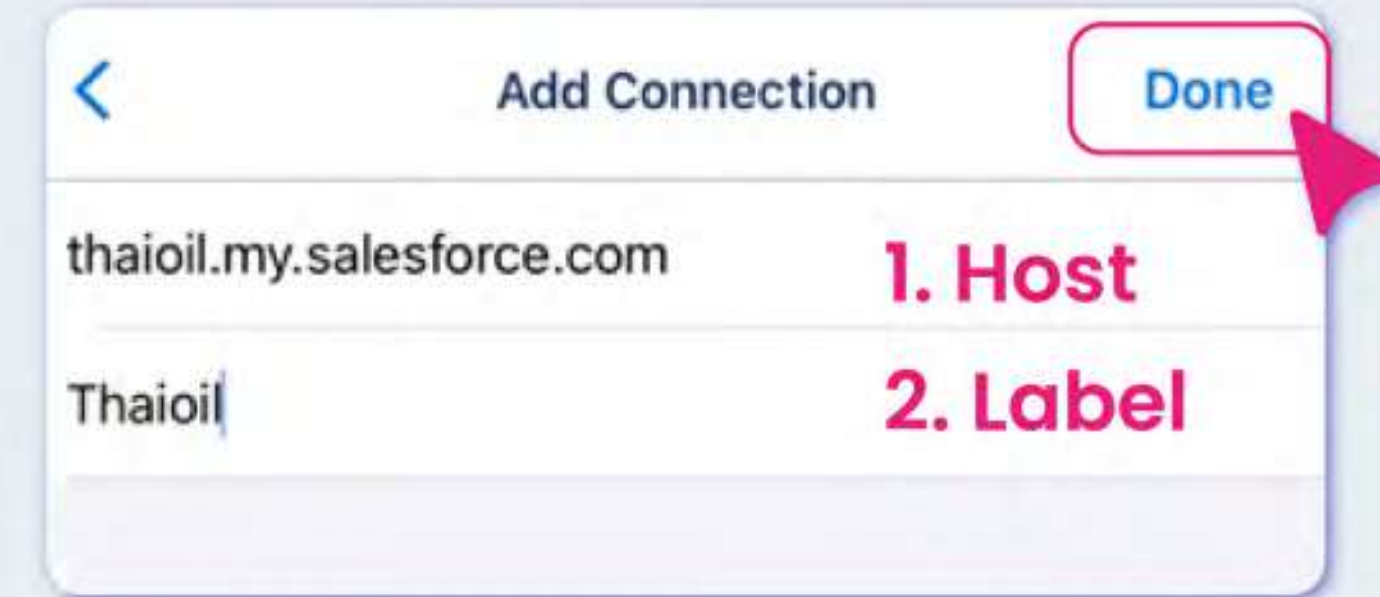 Add Connection
Done
thaioil.my.salesforce.com
1. Host
Thaioil
2. Label